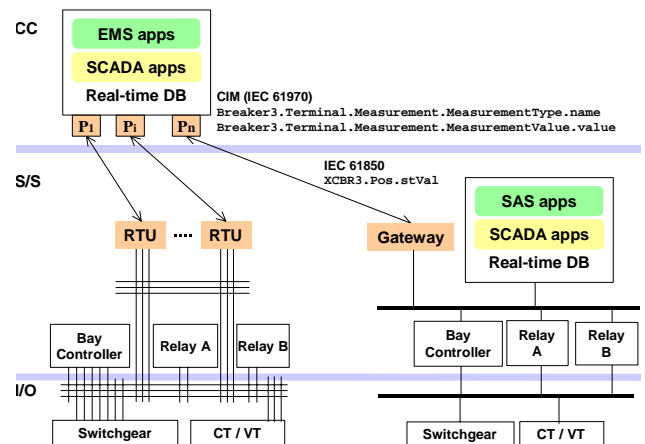 CC
EMS apps
SCADA apps
Real-time DB
P1 Pi Pn
CIM (IEC 61970)
Breaker3.Terminal.Measurement.MeasurementType.name
Breaker3.Terminal.Measurement.MeasurementValue.value
S/S
IEC 61850
XCBR3.Pos.stVal
RTU .... RTU
Gateway
SAS apps
SCADA apps
Real-time DB
Bay
Controller
Relay A
Relay B
Bay
Controller
Relay
A
Relay
B
I/O
Switchgear
CT / VT
Switchgear
CT / VT